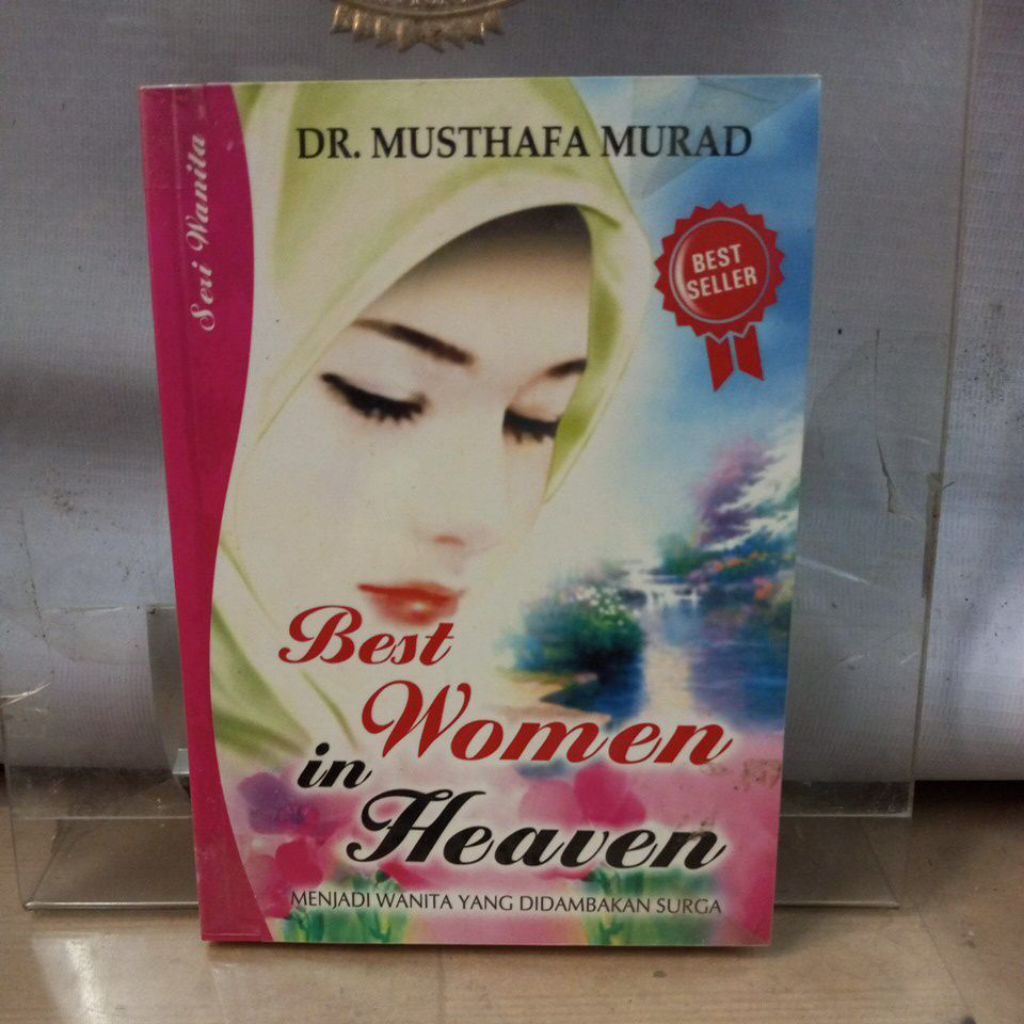 DR. MUSTHAFA MURAD
Seri Wanita
BEST
SELLER
Best
Women
in
Heaven
MENJADI WANITA YANG DIDAMBAKAN SURGA